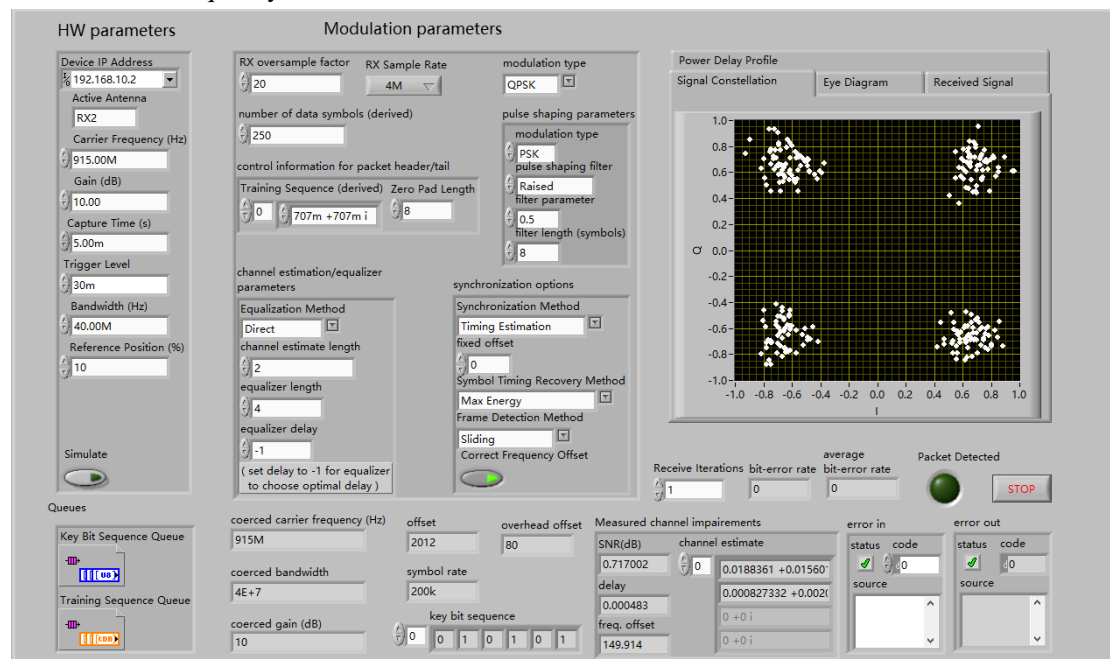 HW parameters
Modulation parameters
Device IP Address
192.168.10.2
Active Antenna
RX2
Carrier Frequency (Hz)
915.00M
Gain (dB)
10.00
Capture Time (s)
5.00m
Trigger Level
30m
Bandwidth (Hz)
40.00M
Reference Position (%)
10
Simulate
RX oversample factor
20
RX Sample Rate
4M
modulation type
QPSK
number of data symbols (derived)
250
control information for packet header/tail
Training Sequence (derived)
0
707m +707m i
Zero Pad Length
8
pulse shaping parameters
modulation type
PSK
pulse shaping filter
Raised
filter parameter
0.5
filter length (symbols)
8
channel estimation/equalizer
parameters
Equalization Method
Direct
channel estimate length
2
equalizer length
4
equalizer delay
-1
( set delay to -1 for equalizer
to choose optimal delay )
synchronization options
Synchronization Method
Timing Estimation
fixed offset
0
Symbol Timing Recovery Method
Max Energy
Frame Detection Method
Sliding
Correct Frequency Offset
Power Delay Profile
Signal Constellation
Eye Diagram
Received Signal
1.0
0.8
0.6
0.4
0.2
0.0
-0.2
-0.4
-0.6
-0.8
-1.0
Q
-1.0 -0.8 -0.6 -0.4 -0.2 0.0 0.2 0.4 0.6 0.8 1.0
I
Receive Iterations
1
bit-error rate
0
average
bit-error rate
0
Packet Detected
STOP
Queues
Key Bit Sequence Queue
U8
Training Sequence Queue
CDB
coerced carrier frequency (Hz)
915M
coerced bandwidth
4E+7
coerced gain (dB)
10
offset
2012
symbol rate
200k
overhead offset
80
key bit sequence
0
0 1 0 1 0 1
Measured channel impairements
SNR(dB)
0.717002
delay
0.000483
freq. offset
149.914
channel estimate
0
0.0188361 +0.01560
0.000827332 +0.002
0 +0 i
0 +0 i
error in
status code
0
source
error out
status code
0
source